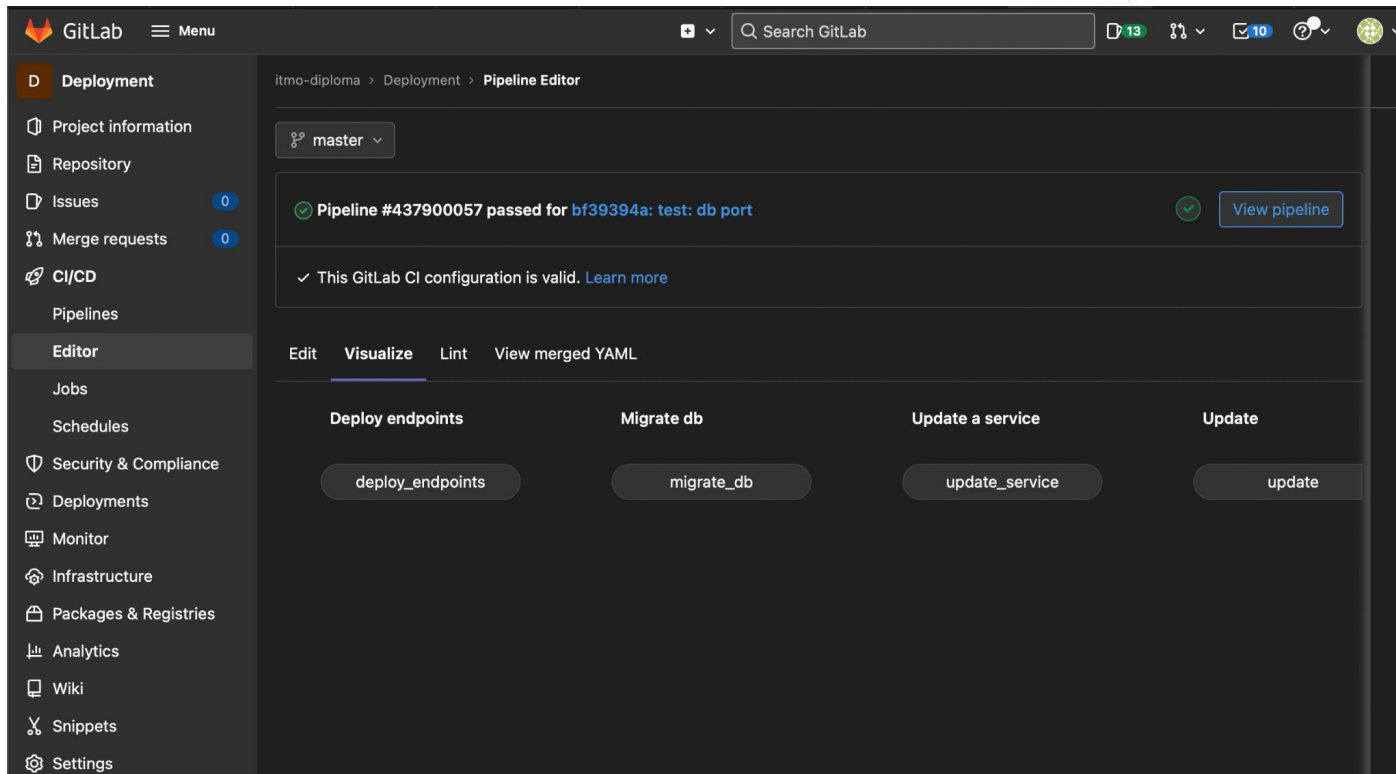 GitLab Menu Search GitLab 13 10
D Deployment
Project information
Repository
Issues 0
Merge requests 0
CI/CD
Pipelines
Editor
Jobs
Schedules
Security & Compliance
Deployments
Monitor
Infrastructure
Packages & Registries
Analytics
Wiki
Snippets
Settings
itmo-diploma > Deployment > Pipeline Editor
master
Pipeline #437900057 passed for bf39394a: test: db port View pipeline
This GitLab CI configuration is valid. Learn more
Edit Visualize Lint View merged YAML
Deploy endpoints Migrate db Update a service Update
deploy_endpoints migrate_db update_service update